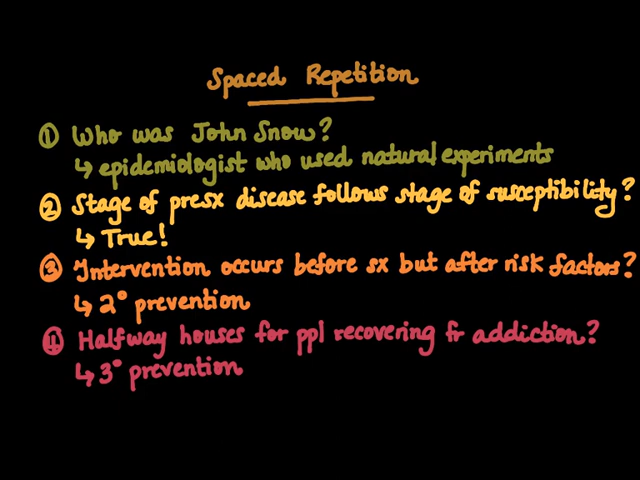 Spaced Repetition
① Who was John Snow?
↳ epidemiologist who used natural experiments
② Stage of presx disease follows stage of susceptibility?
↳ True!
③ Intervention occurs before sx but after risk factors?
↳ 2° prevention
④ Halfway houses for ppl recovering fr addiction?
↳ 3° prevention